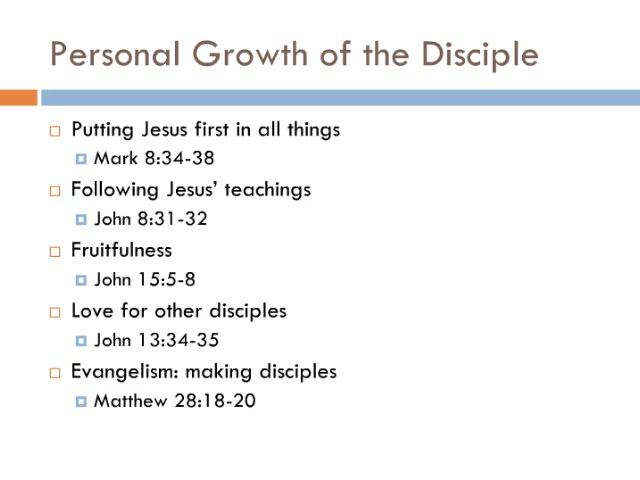 Personal Growth of the Disciple
Putting Jesus first in all things
Mark 8:34-38
Following Jesus’ teachings
John 8:31-32
Fruitfulness
John 15:5-8
Love for other disciples
John 13:34-35
Evangelism: making disciples
Matthew 28:18-20